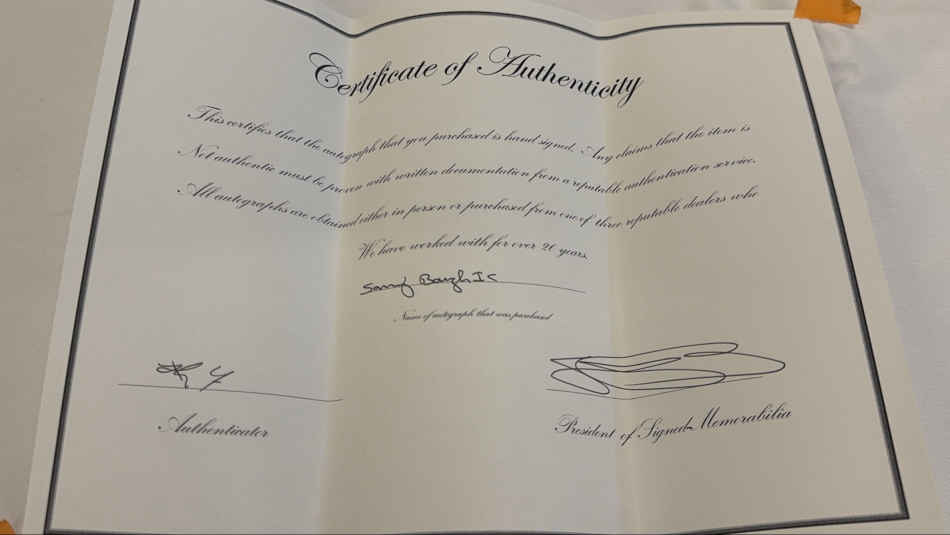 Certificate of Authenticity
This certifies that the autograph that you purchased is hand signed. Any claims that the item is
Not authentic must be proven with written documentation from a reputable authentication service.
All autographs are obtained either in person or purchased from one of three reputable dealers who
We have worked with for over 20 years.
Name of autograph that was purchased
Authenticator
President of Signed Memorabilia